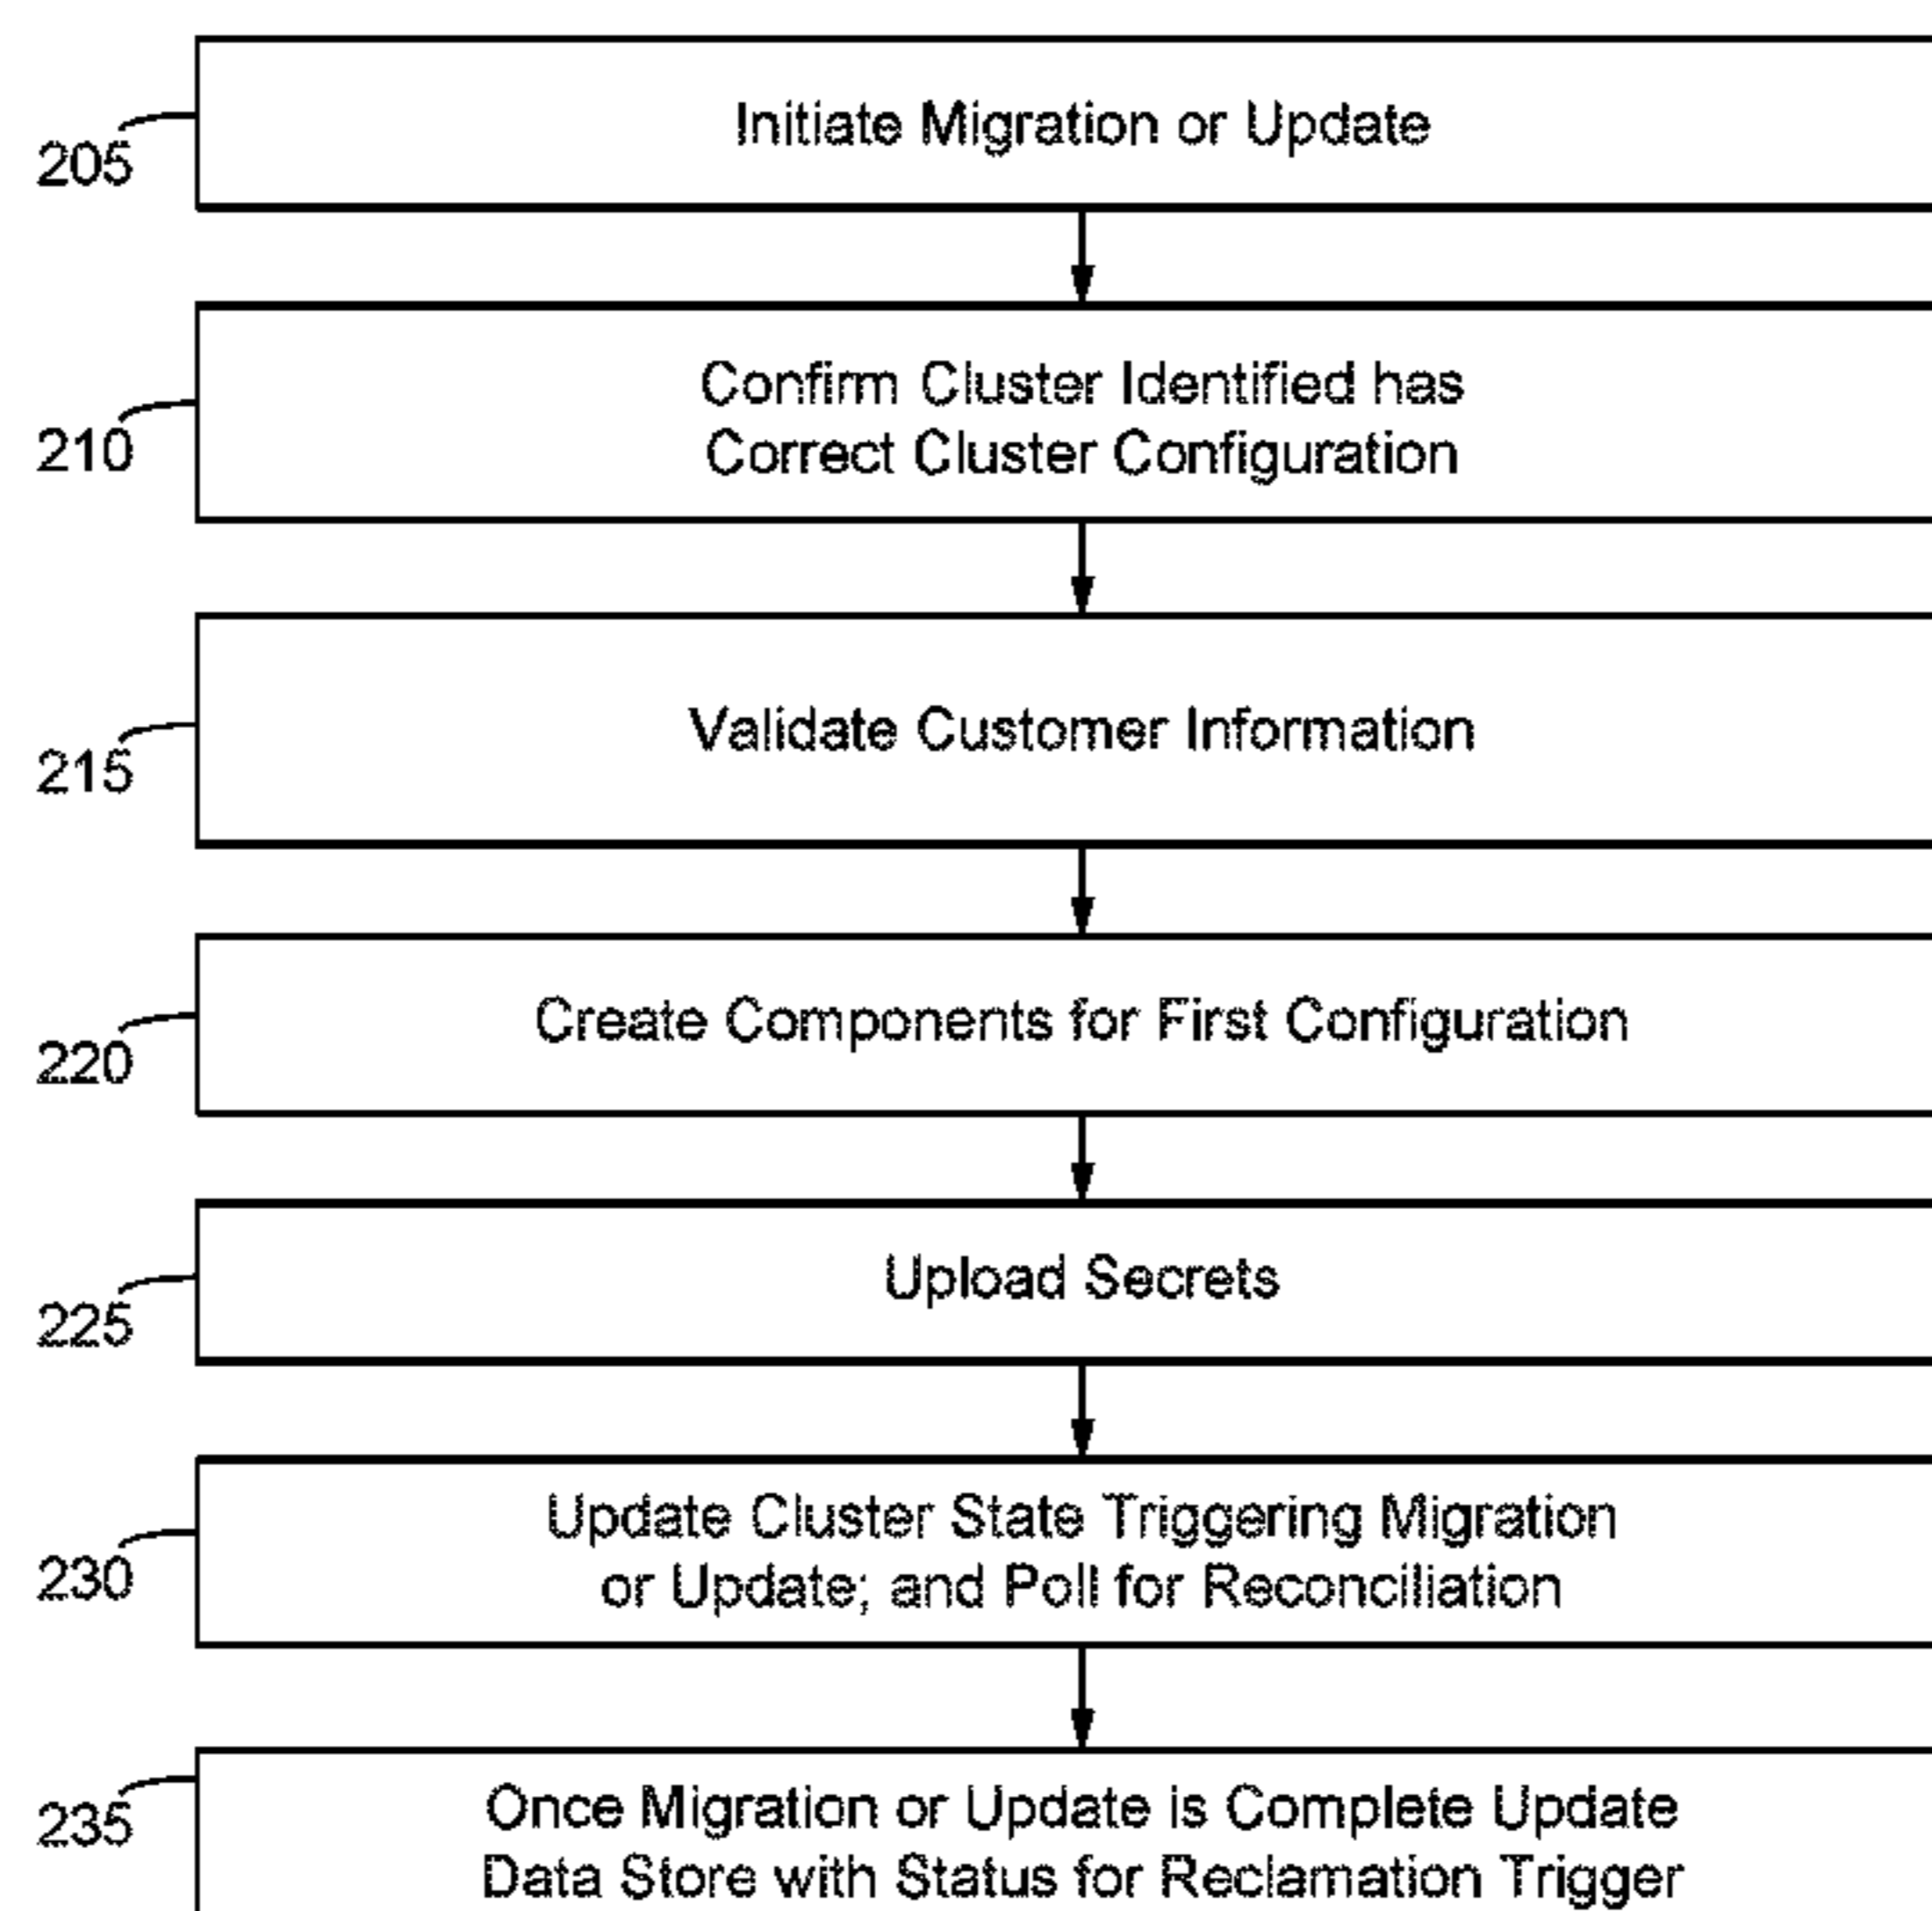 Initiate Migration or Update
205
Confirm Cluster Identified has
Correct Cluster Configuration
210
Validate Customer Information
215
Create Components for First Configuration
220
Upload Secrets
225
Update Cluster State Triggering Migration
or Update; and Poll for Reconciliation
230
Once Migration or Update is Complete Update
Data Store with Status for Reclamation Trigger
235